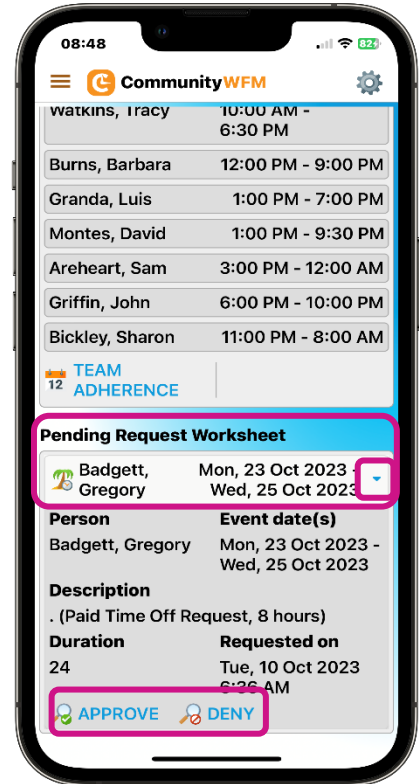 08:48
82
CommunityWFM
Watkins, Tracy 10:00 AM -
6:30 PM
Burns, Barbara 12:00 PM - 9:00 PM
Granda, Luis 1:00 PM - 7:00 PM
Montes, David 1:00 PM - 9:30 PM
Areheart, Sam 3:00 PM - 12:00 AM
Griffin, John 6:00 PM - 10:00 PM
Bickley, Sharon 11:00 PM - 8:00 AM
12
TEAM
ADHERENCE
Pending Request Worksheet
Badgett, Mon, 23 Oct 2023 -
Gregory Wed, 25 Oct 2023
Person Event date(s)
Badgett, Gregory Mon, 23 Oct 2023 -
Wed, 25 Oct 2023
Description
. (Paid Time Off Request, 8 hours)
Duration Requested on
24 Tue, 10 Oct 2023
6:36 AM
APPROVE DENY